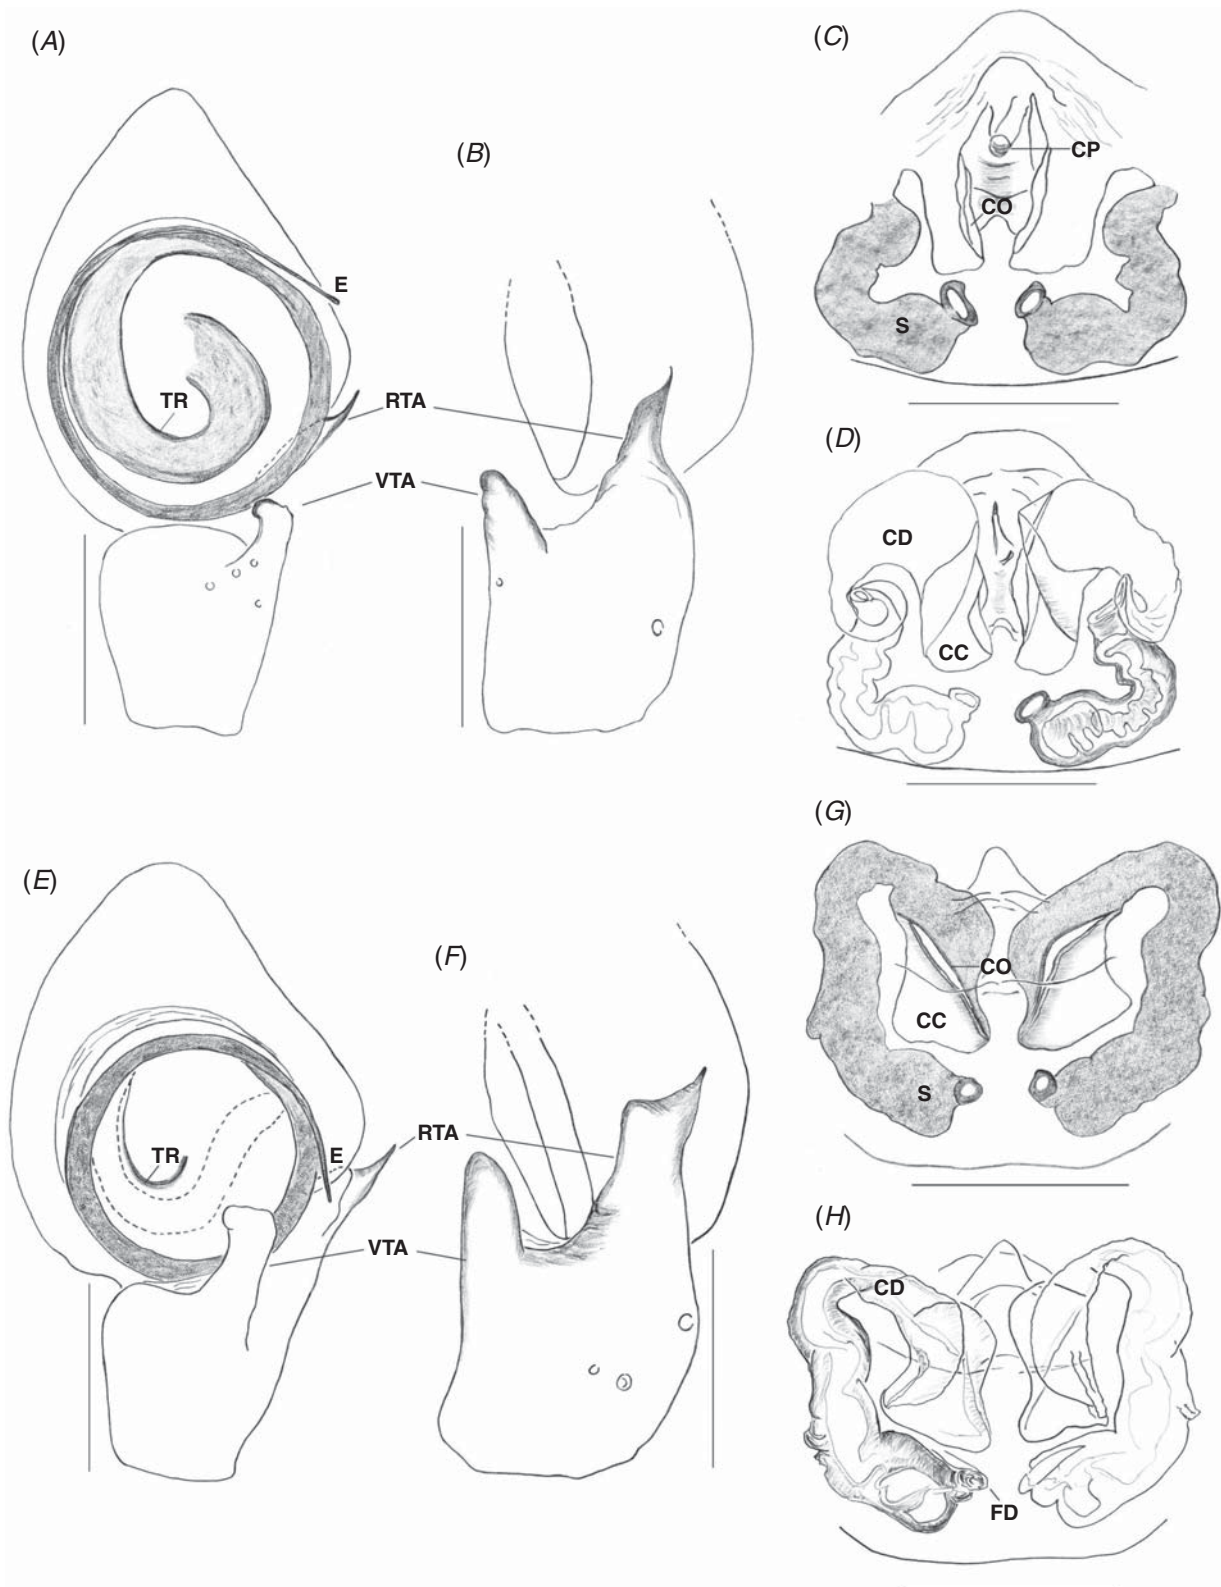 (A)
(B)
E
TR
RTA
VTA
(C)
CP
CO
S
(D)
CD
CC
(E)
(F)
TR
E
RTA
VTA
(G)
CO
CC
S
(H)
CD
FD